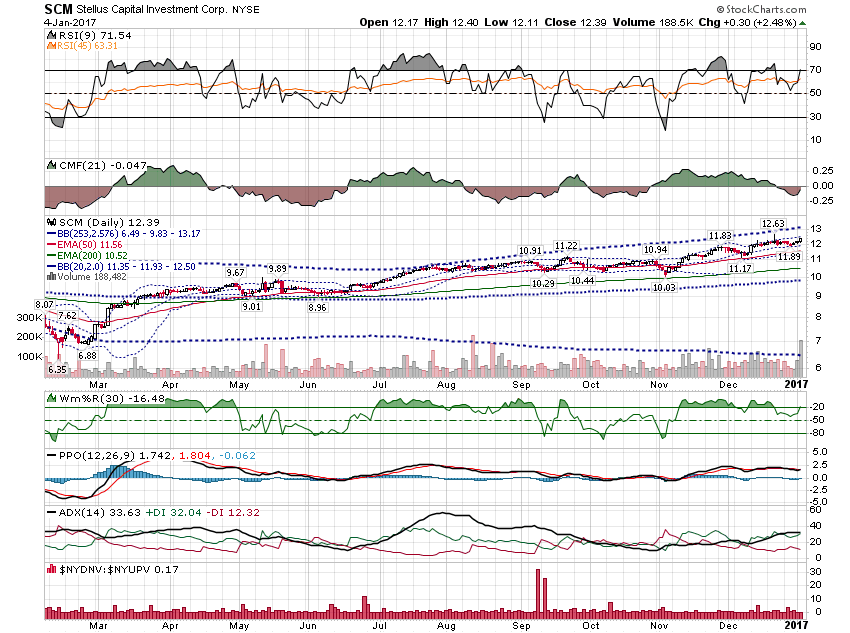 SCM Stellus Capital Investment Corp. NYSE © StockCharts.com
4-Jan-2017 Open 12.17 High 12.40 Low 12.11 Close 12.39 Volume 188.5K Chg +0.30 (+2.48%)
RSI(9) 71.54
RSI(45) 63.31
90
70
50
30
10
CMF(21) -0.047
0.25
0.00
-0.25
SCM (Daily) 12.39
BB(253,2.576) 6.49 - 9.83 - 13.17
EMA(50) 11.56
EMA(200) 10.52
BB(20,2.0) 11.35 - 11.93 - 12.50
Volume 188,482
13
12
11
10
9
8
7
6
300K
200K
100K
8.07
7.62
6.35
6.88
9.67
9.01
9.89
8.96
10.91
10.29
11.22
10.44
10.94
10.03
11.83
11.17
12.63
11.89
Mar Apr May Jun Jul Aug Sep Oct Nov Dec 2017
Wm%R(30) -16.48
-20
-50
-80
PPO(12,26,9) 1.742, 1.804, -0.062
5.0
2.5
0.0
-2.5
-5.0
ADX(14) 33.63 +DI 32.04 -DI 12.32
60
40
20
0
$NYDNV:$NYUPV 0.17
30
20
10
0
Mar Apr May Jun Jul Aug Sep Oct Nov Dec 2017